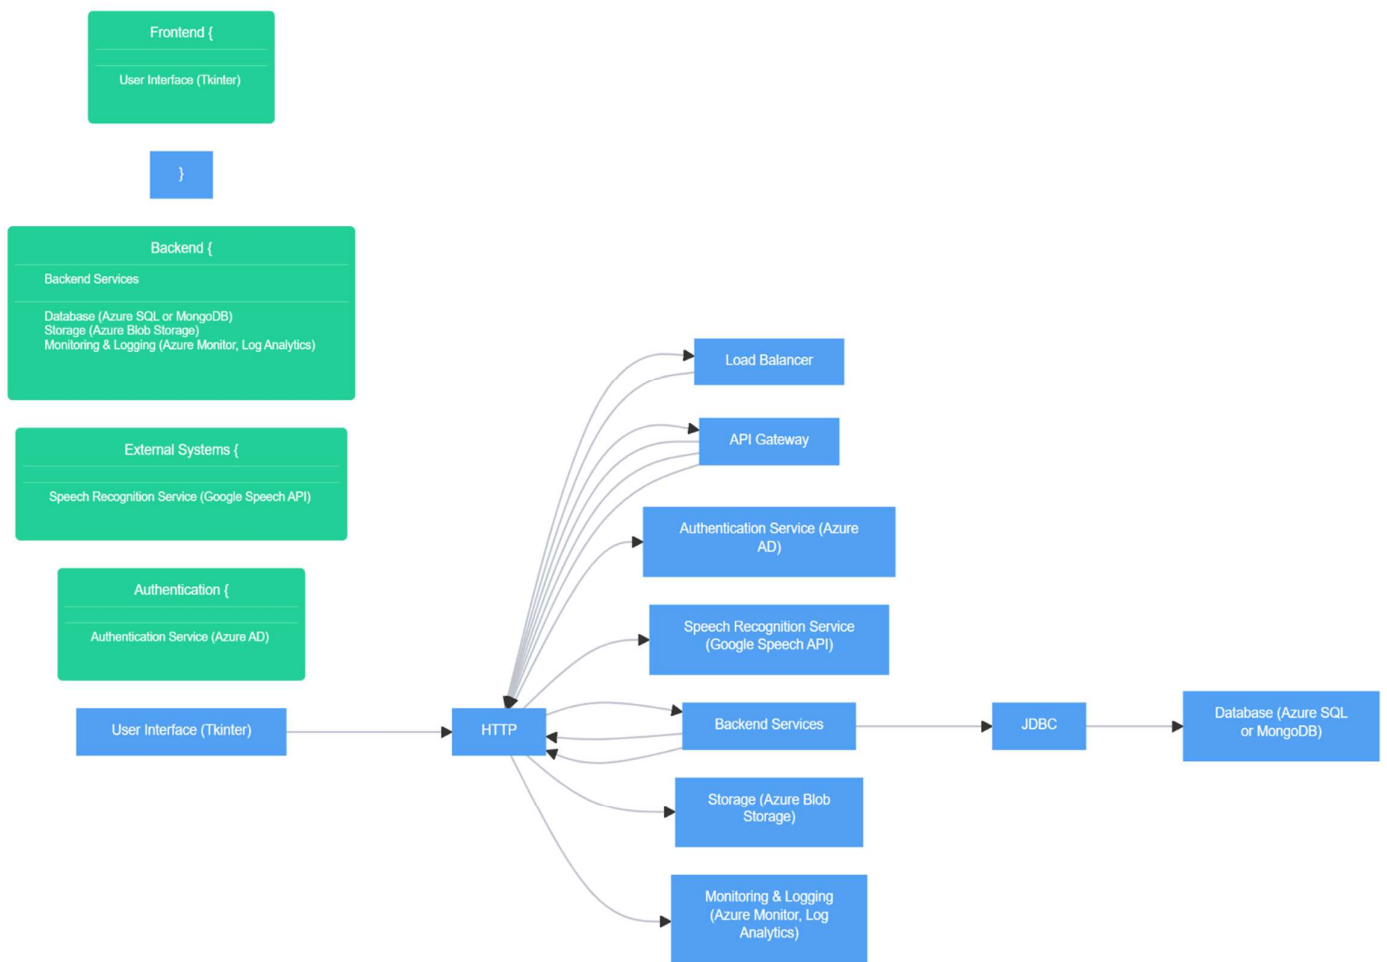 Frontend {
User Interface (Tkinter)
}
Backend {
Backend Services
Database (Azure SQL or MongoDB)
Storage (Azure Blob Storage)
Monitoring & Logging (Azure Monitor, Log Analytics)
External Systems {
Speech Recognition Service (Google Speech API)
Authentication {
Authentication Service (Azure AD)
User Interface (Tkinter)
HTTP
Load Balancer
API Gateway
Authentication Service (Azure
AD)
Speech Recognition Service
(Google Speech API)
Backend Services
Storage (Azure Blob
Storage)
Monitoring & Logging
(Azure Monitor, Log
Analytics)
JDBC
Database (Azure SQL
or MongoDB)